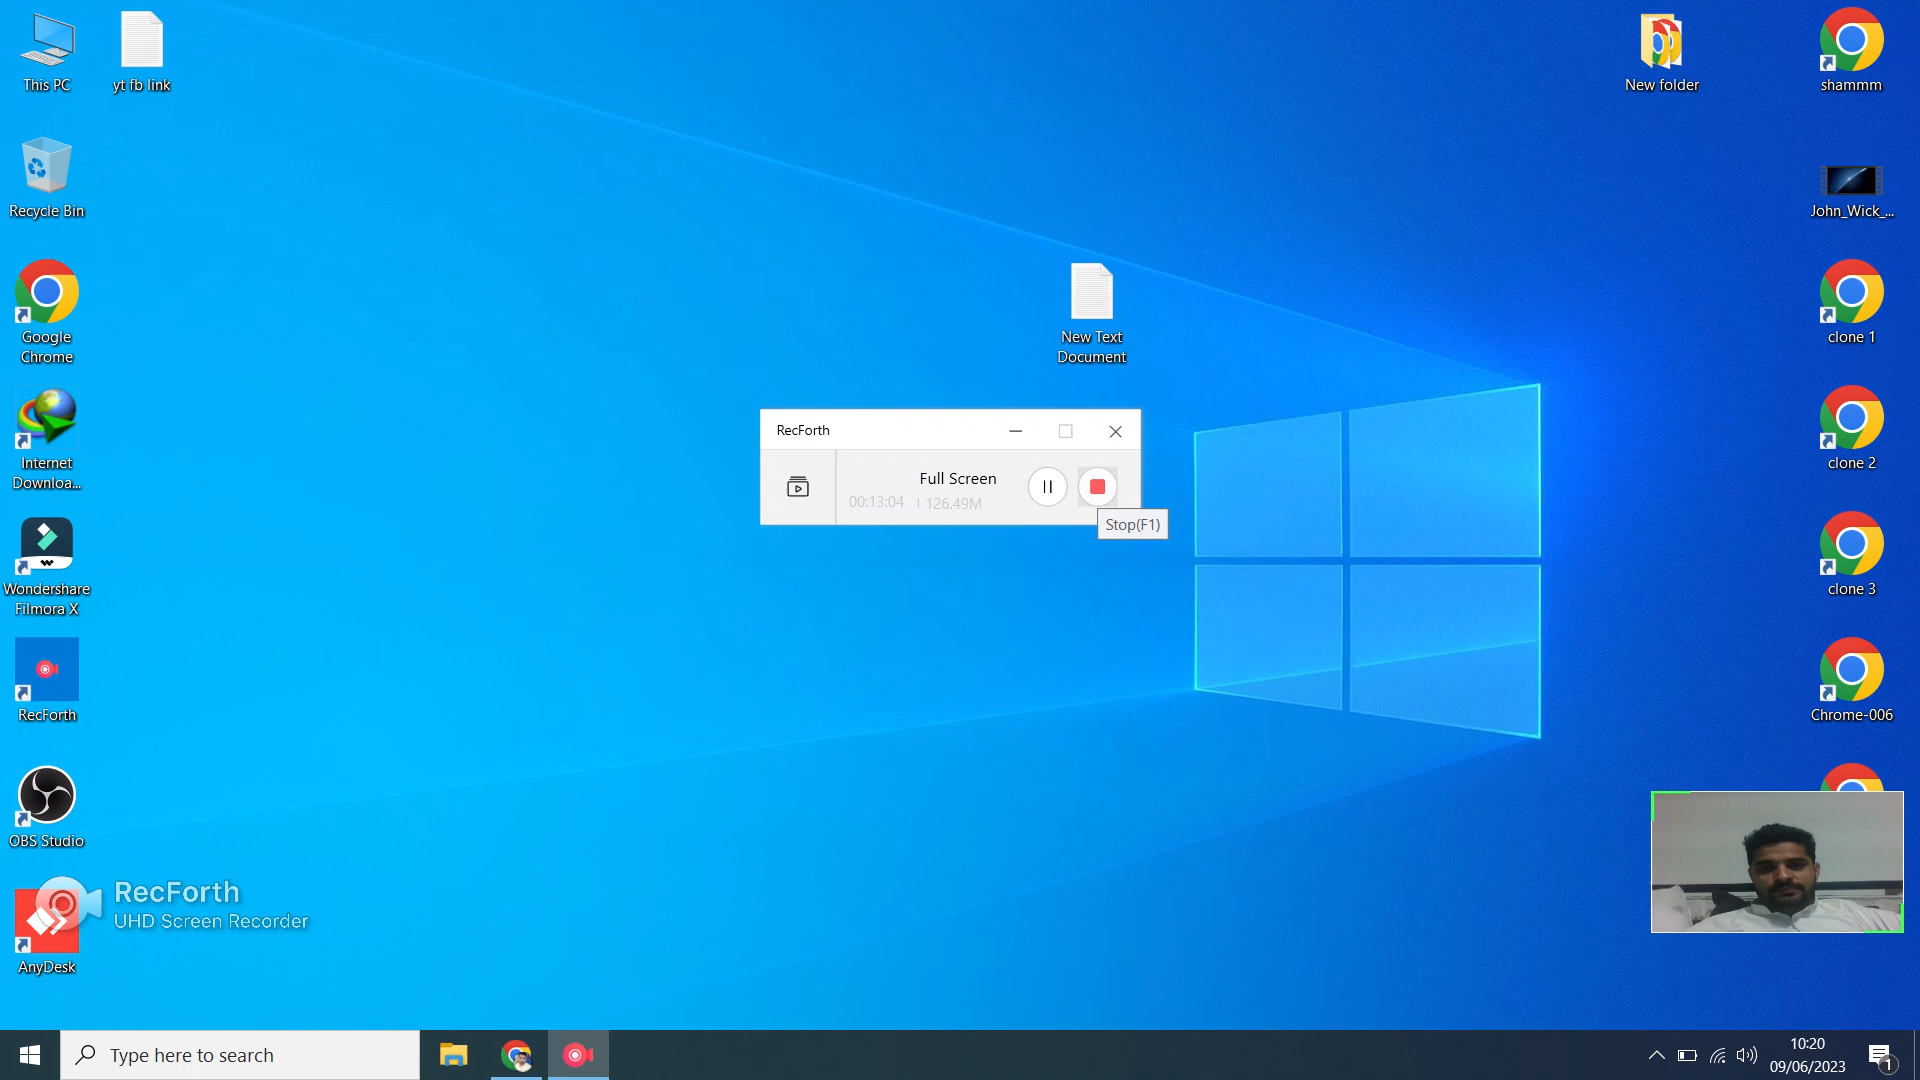 This PC
yt fb link
New folder
shammm
Recycle Bin
John_Wick_...
Google
Chrome
New Text
Document
clone 1
RecForth
Full Screen
00:13:04 | 126.49M
Stop(F1)
Internet
Downloa...
clone 2
Wondershare
Filmora X
clone 3
RecForth
Chrome-006
OBS Studio
RecForth
UHD Screen Recorder
AnyDesk
Type here to search
10:20
09/06/2023
1